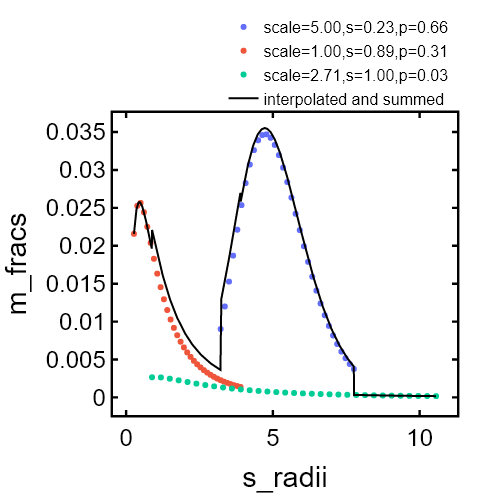 scale=5.00,s=0.23,p=0.66
scale=1.00,s=0.89,p=0.31
scale=2.71,s=1.00,p=0.03
interpolated and summed
0.035
0.03
0.025
0.02
0.015
0.01
0.005
0
m_fracs
0 5 10
s_radii